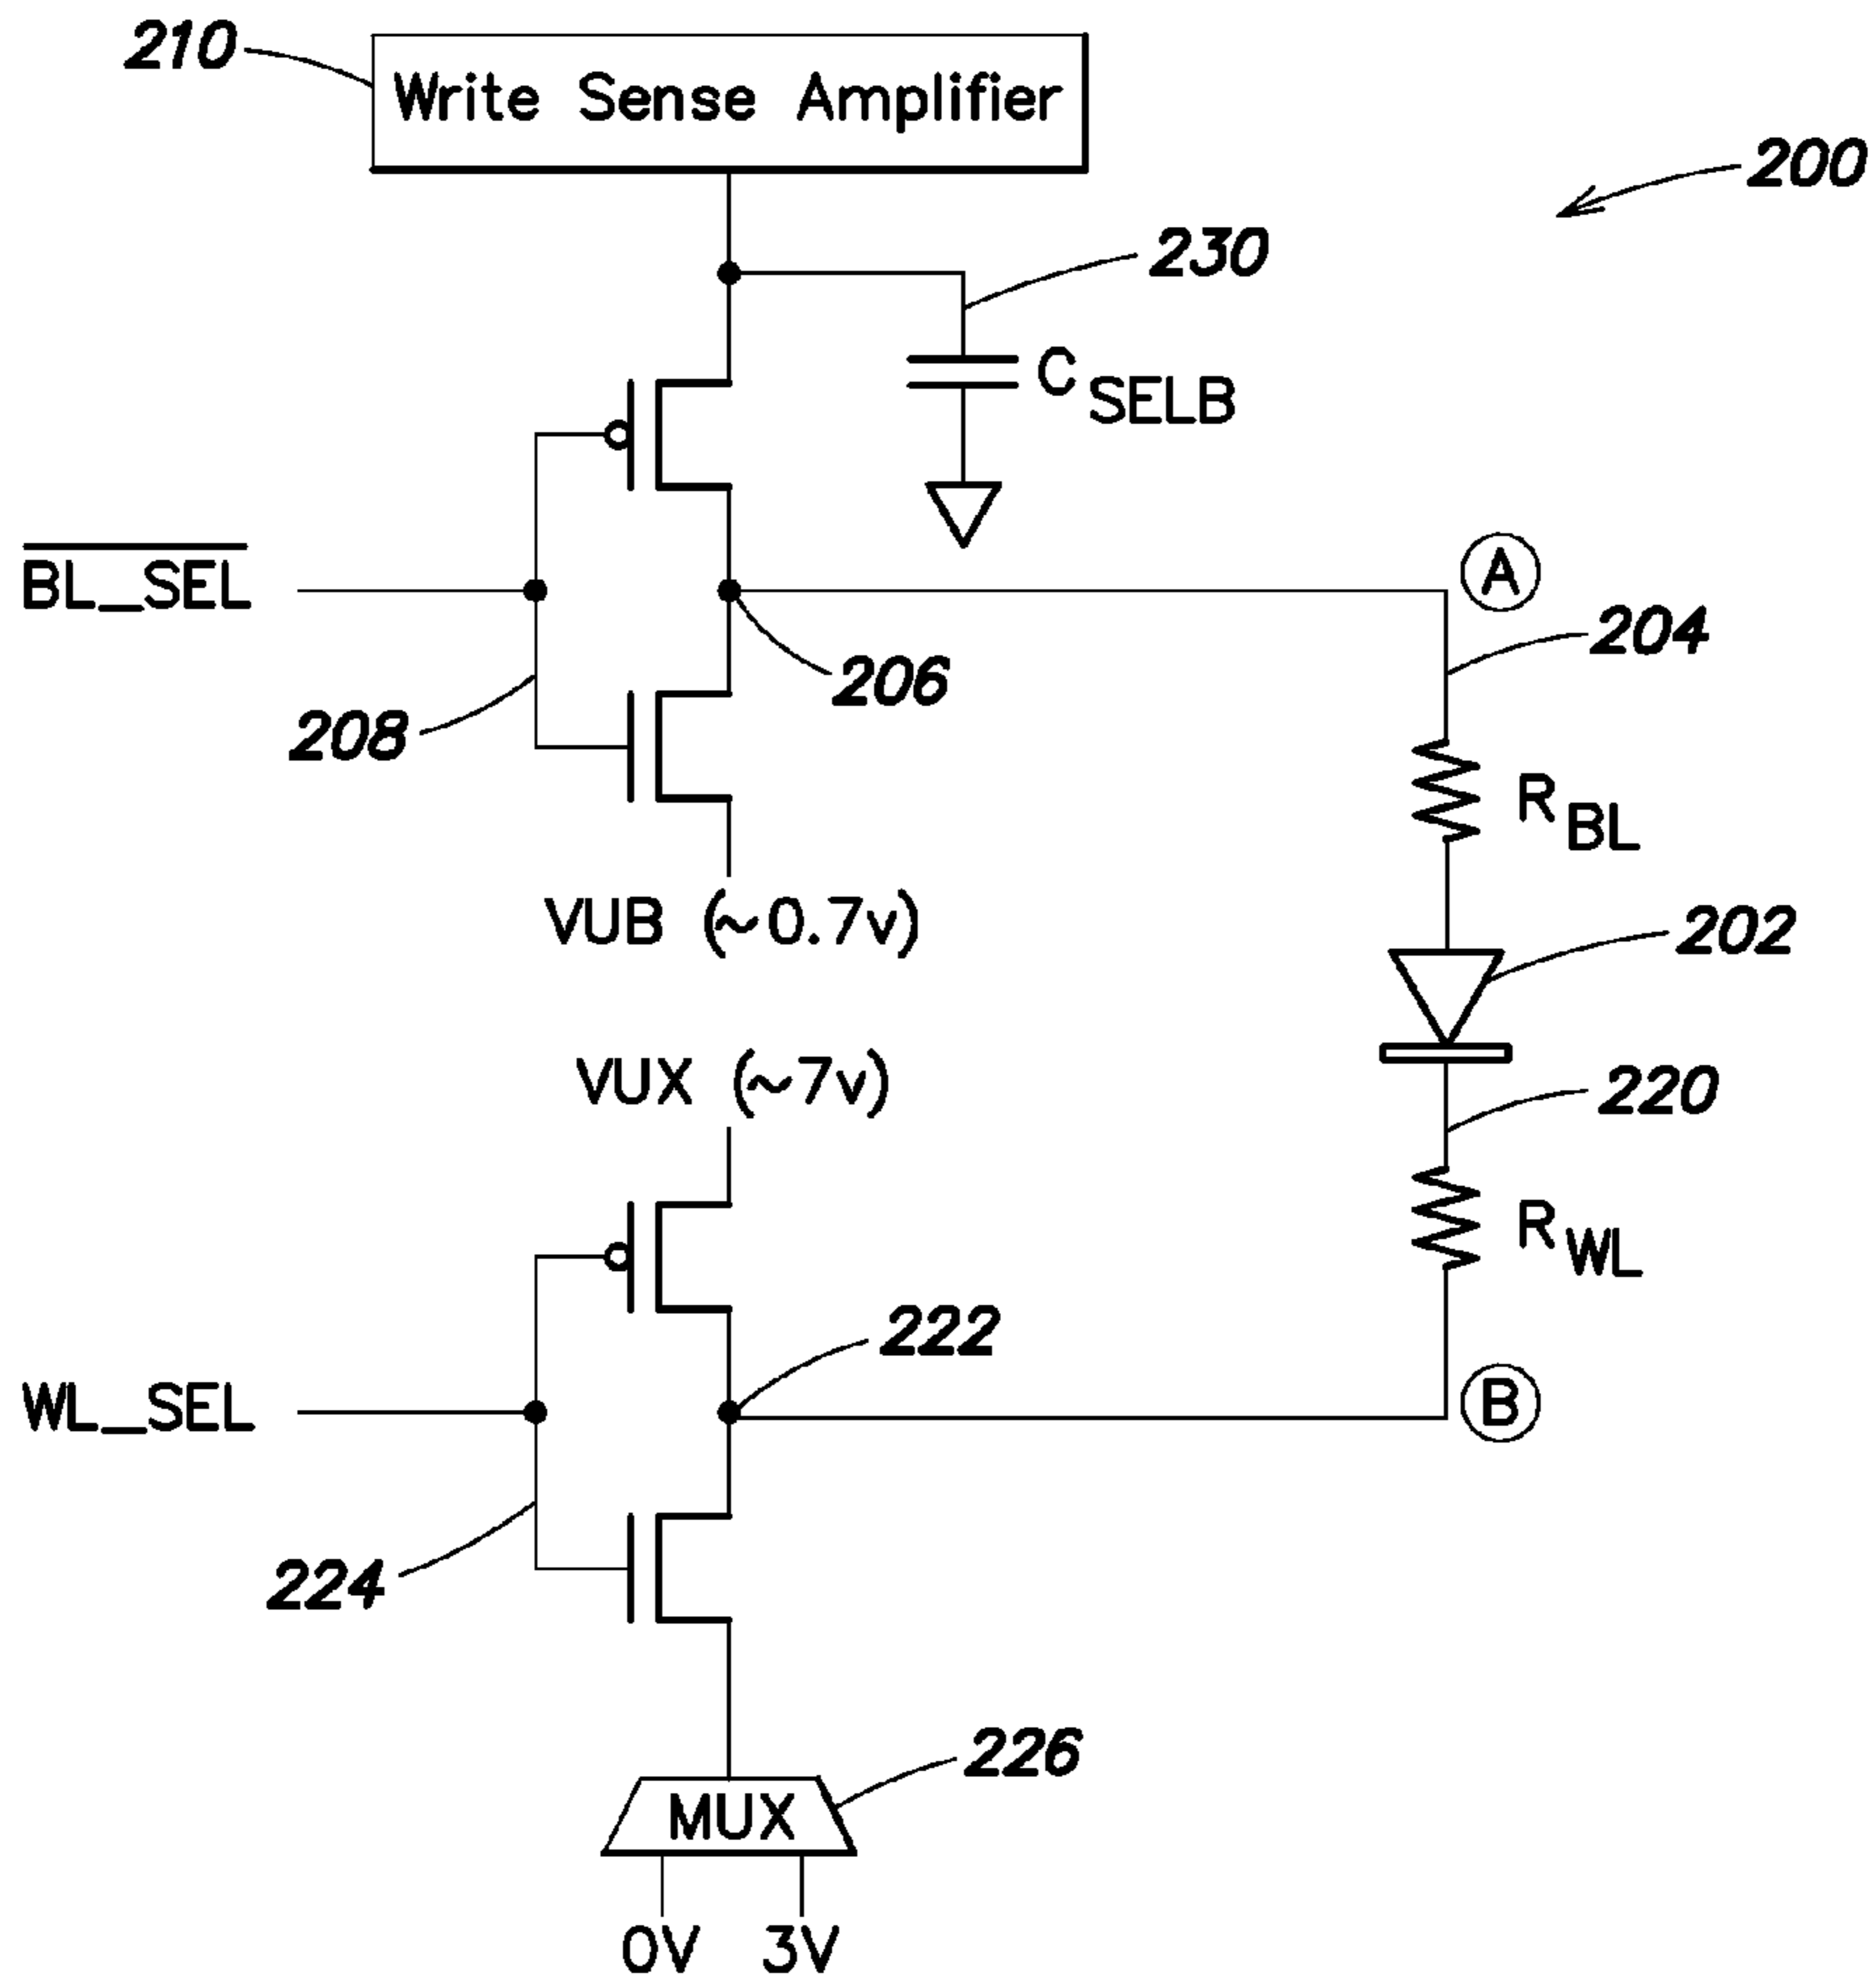 210
Write Sense Amplifier
200
230
C SELB
A
BL_SEL
204
206
208
R BL
VUB (~0.7v)
202
VUX (~7v)
220
R WL
222
WL_SEL
B
224
226
MUX
0V 3V